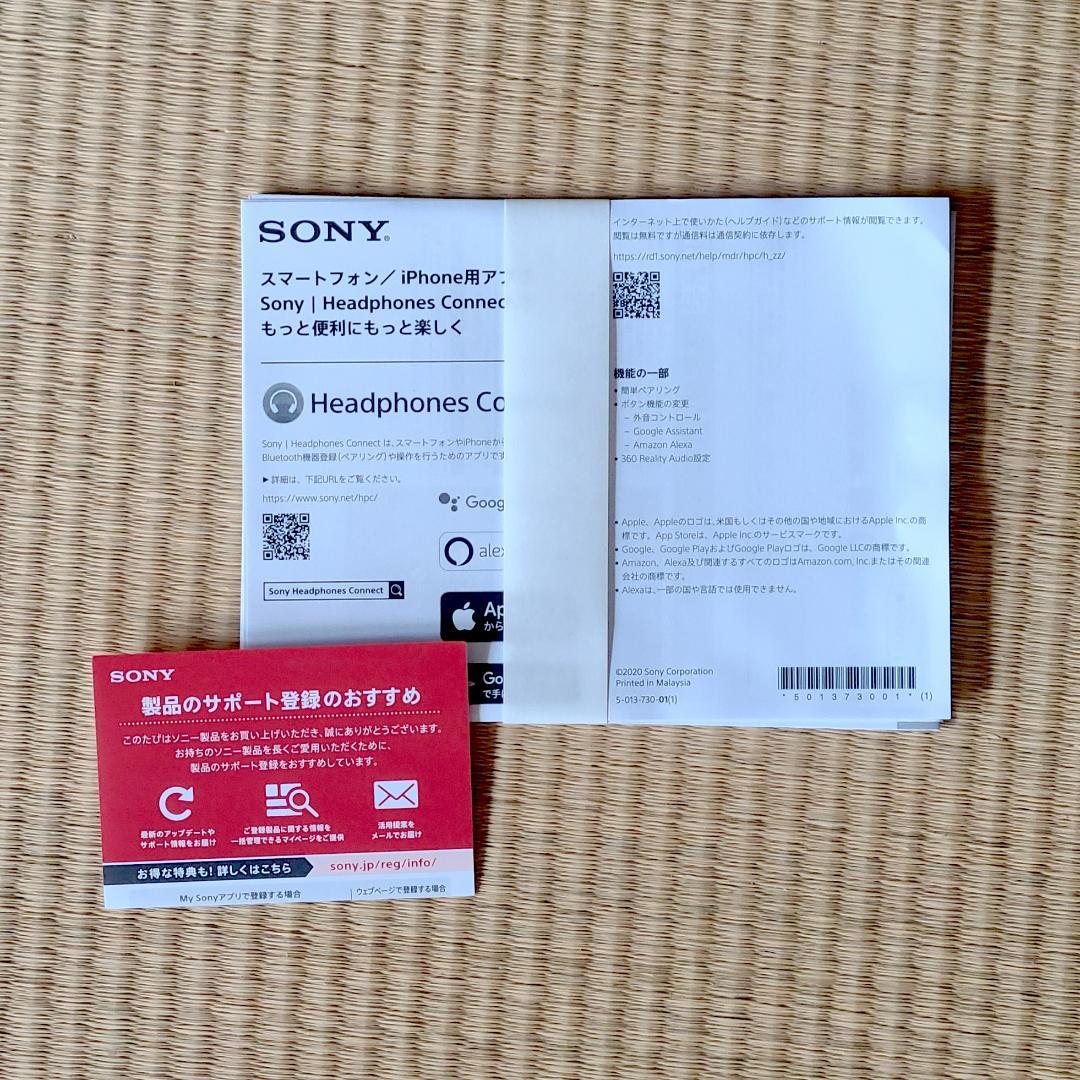 SONY®
スマートフォン／ iPhone用ア
Sony | Headphones Connec
もっと便利にもっと楽しく
Headphones Co
Sony | Headphones Connect は、スマートフォンやiPhoneか
Bluetooth機器登録(ペアリング)や操作を行うためのアプリで
▶詳細は、下記URLをご覧ください。
https://www.sony.net/hpc/
Goog
alex
Sony Headphones Connect
Ap
から
Go
で手
インターネット上で使いかた(ヘルプガイド)などのサポート情報が閲覧できます。
閲覧は無料ですが通信料は通信契約に依存します。
https://rd1.sony.net/help/mdr/hpc/h_zz/
機能の一部
• 簡単ペアリング
• ボタン機能の変更
– 外音コントロール
– Google Assistant
– Amazon Alexa
• 360 Reality Audio設定
• Apple、Appleのロゴは、米国もしくはその他の国や地域におけるApple Inc.の商
標です。App Storeは、Apple Inc.のサービスマークです。
• Google、Google PlayおよびGoogle Playロゴは、Google LLCの商標です。
• Amazon、Alexa及び関連するすべてのロゴはAmazon.com, Inc.またはその関連
会社の商標です。
• Alexaは、一部の国や言語では使用できません。
©2020 Sony Corporation
Printed in Malaysia
5-013-730-01(1)
* 5 0 1 3 7 3 0 0 1 * (1)
SONY
製品のサポート登録のおすすめ
このたびはソニー製品をお買い上げいただき、誠にありがとうございます。
お持ちのソニー製品を長くご愛用いただくために、
製品のサポート登録をおすすめしています。
最新のアップデートや
サポート情報をお届け
ご登録製品に関する情報を
一括管理できるマイページをご提供
活用提案を
メールでお届け
お得な特典も! 詳しくはこちら
sony.jp/reg/info/
My Sonyアプリで登録する場合
ウェブページで登録する場合